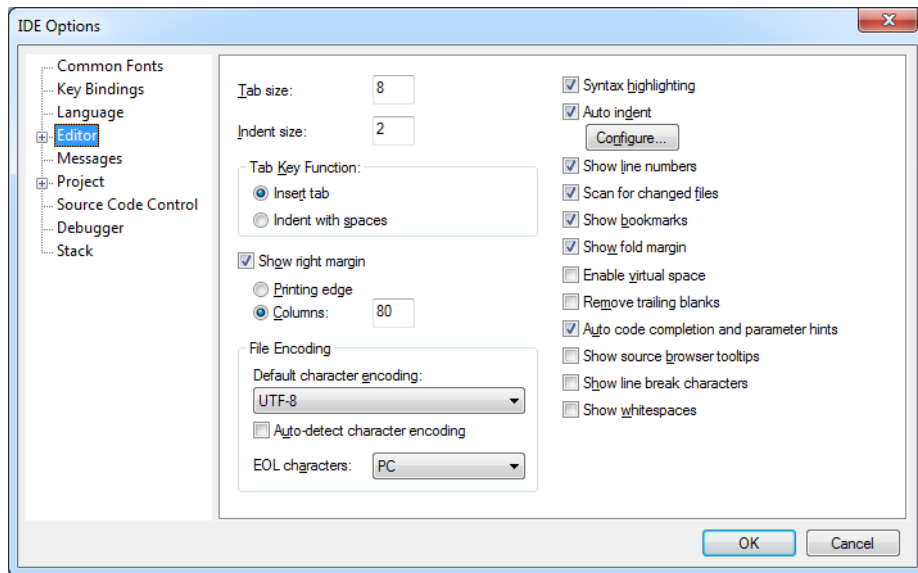 IDE Options
Common Fonts
Key Bindings
Language
Editor
Messages
Project
Source Code Control
Debugger
Stack
Tab size: 8
Indent size: 2
Tab Key Function:
Insert tab
Indent with spaces
Show right margin
Printing edge
Columns: 80
File Encoding
Default character encoding:
UTF-8
Auto-detect character encoding
EOL characters: PC
Syntax highlighting
Auto indent
Configure...
Show line numbers
Scan for changed files
Show bookmarks
Show fold margin
Enable virtual space
Remove trailing blanks
Auto code completion and parameter hints
Show source browser tooltips
Show line break characters
Show whitespaces
OK Cancel